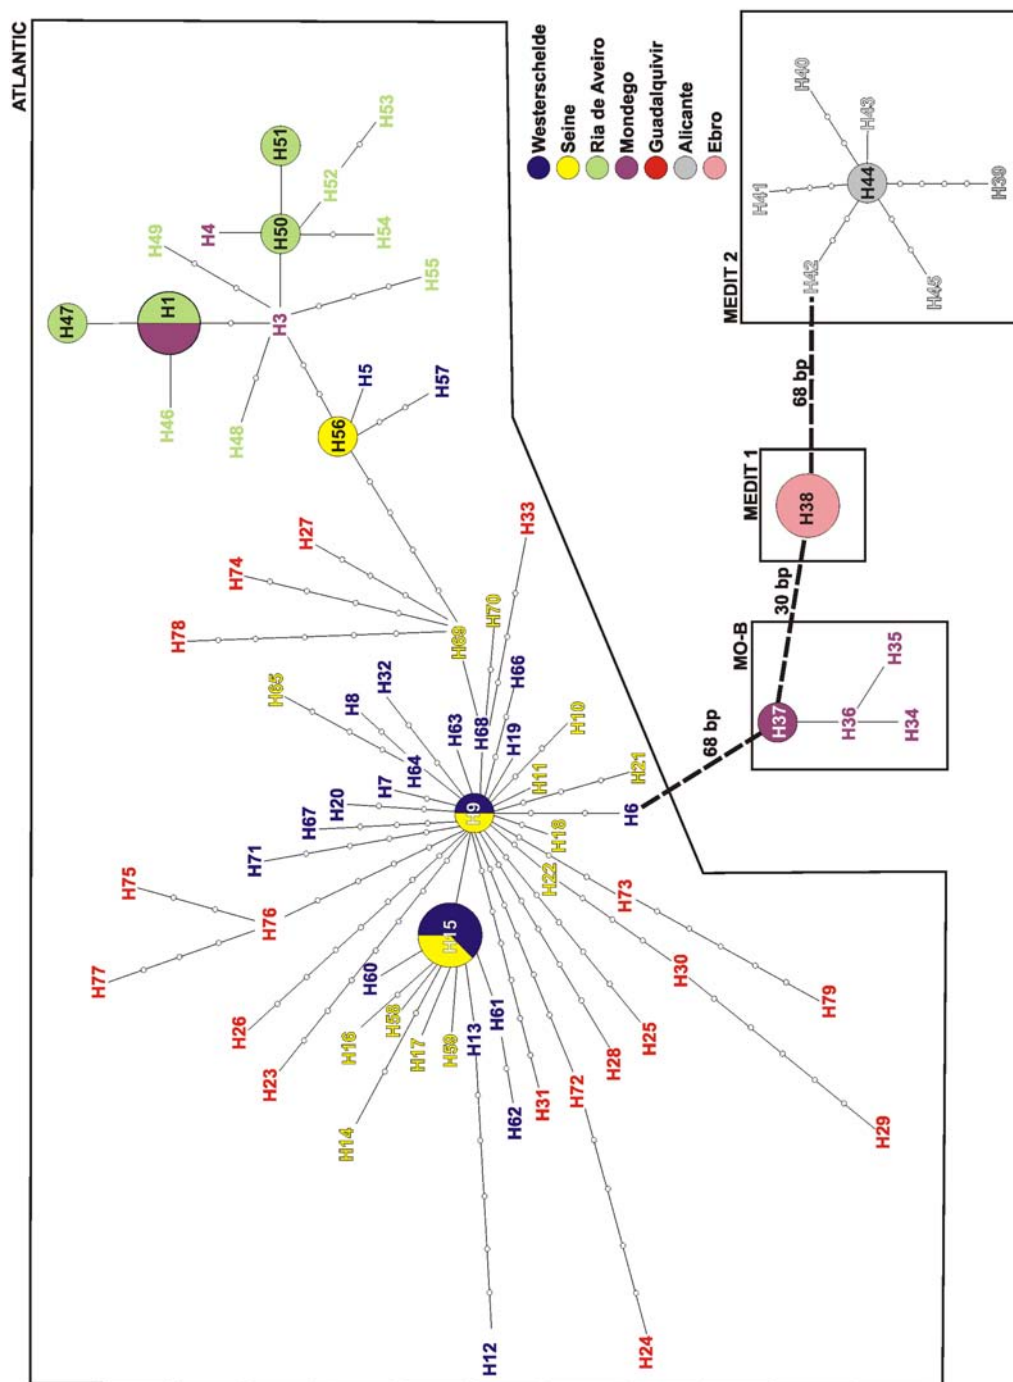 ATLANTIC
H47
H1
H46
H49
H4
H50
H51
H52
H53
H54
H55
H3
H48
H56
H5
H57
H78
H74
H27
H69
H70
H33
H65
H8
H32
H63
H68
H66
H64
H19
H10
H7
H11
H20
H21
H67
H9
H6
H71
H18
H22
H73
H75
H76
H77
H15
H30
H79
H26
H60
H23
H16
H58
H17
H59
H13
H61
H25
H28
H72
H31
H62
H14
H29
H12
H24
Westerschelde
Seine
Ria de Aveiro
Mondego
Guadalquivir
Alicante
Ebro
MEDIT 2
H40
H43
H41
H44
H39
H42
H45
68 bp
MEDIT 1
H38
30 bp
MO-B
H37
H36
H35
H34
68 bp